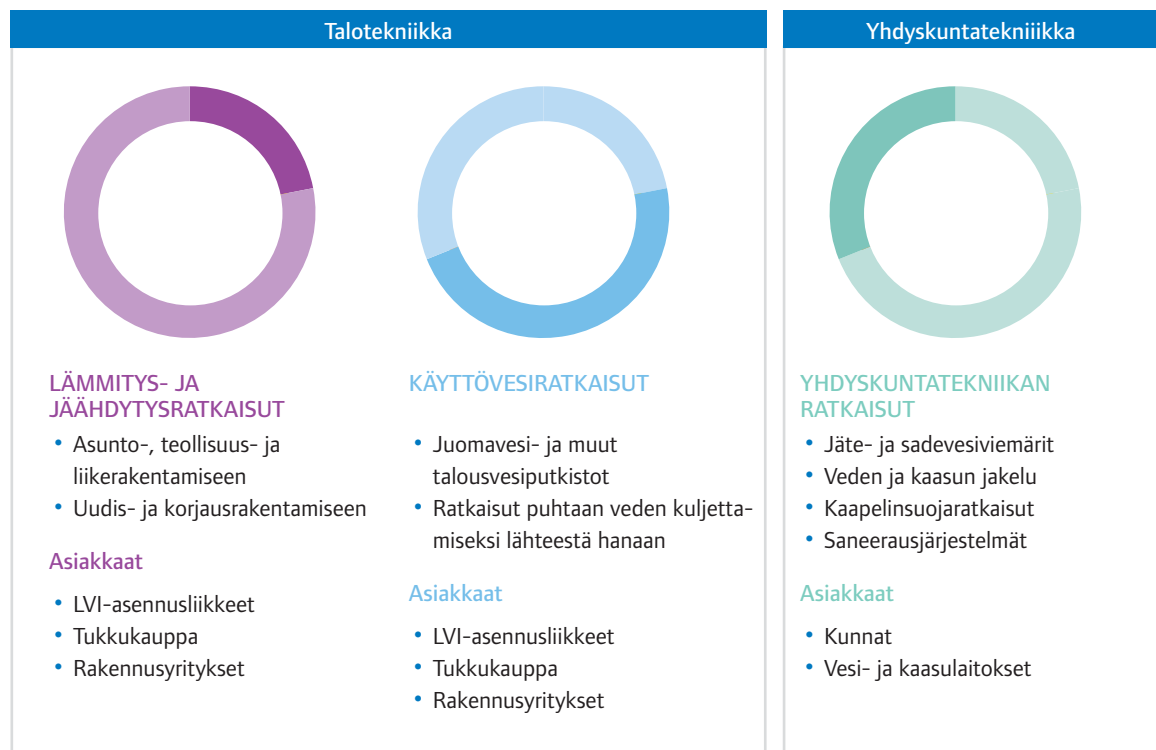 Talotekniikka
LÄMMITYS- JA
JÄÄHDYTYSRATKAISUT
• Asunto-, teollisuus- ja
liikerakentamiseen
• Uudis- ja korjausrakentamiseen
Asiakkaat
• LVI-asennusliikkeet
• Tukkukauppa
• Rakennusyritykset
KÄYTTÖVESIRATKAISUT
• Juomavesi- ja muut
talousvesiputkistot
• Ratkaisut puhtaan veden kuljetta-
miseksi lähteestä hanaan
Asiakkaat
• LVI-asennusliikkeet
• Tukkukauppa
• Rakennusyritykset
Yhdyskuntatekniiikka
YHDYSKUNTATEKNIIKAN
RATKAISUT
• Jäte- ja sadevesiviemärit
• Veden ja kaasun jakelu
• Kaapelinsuojaratkaisut
• Saneerausjärjestelmät
Asiakkaat
• Kunnat
• Vesi- ja kaasulaitokset